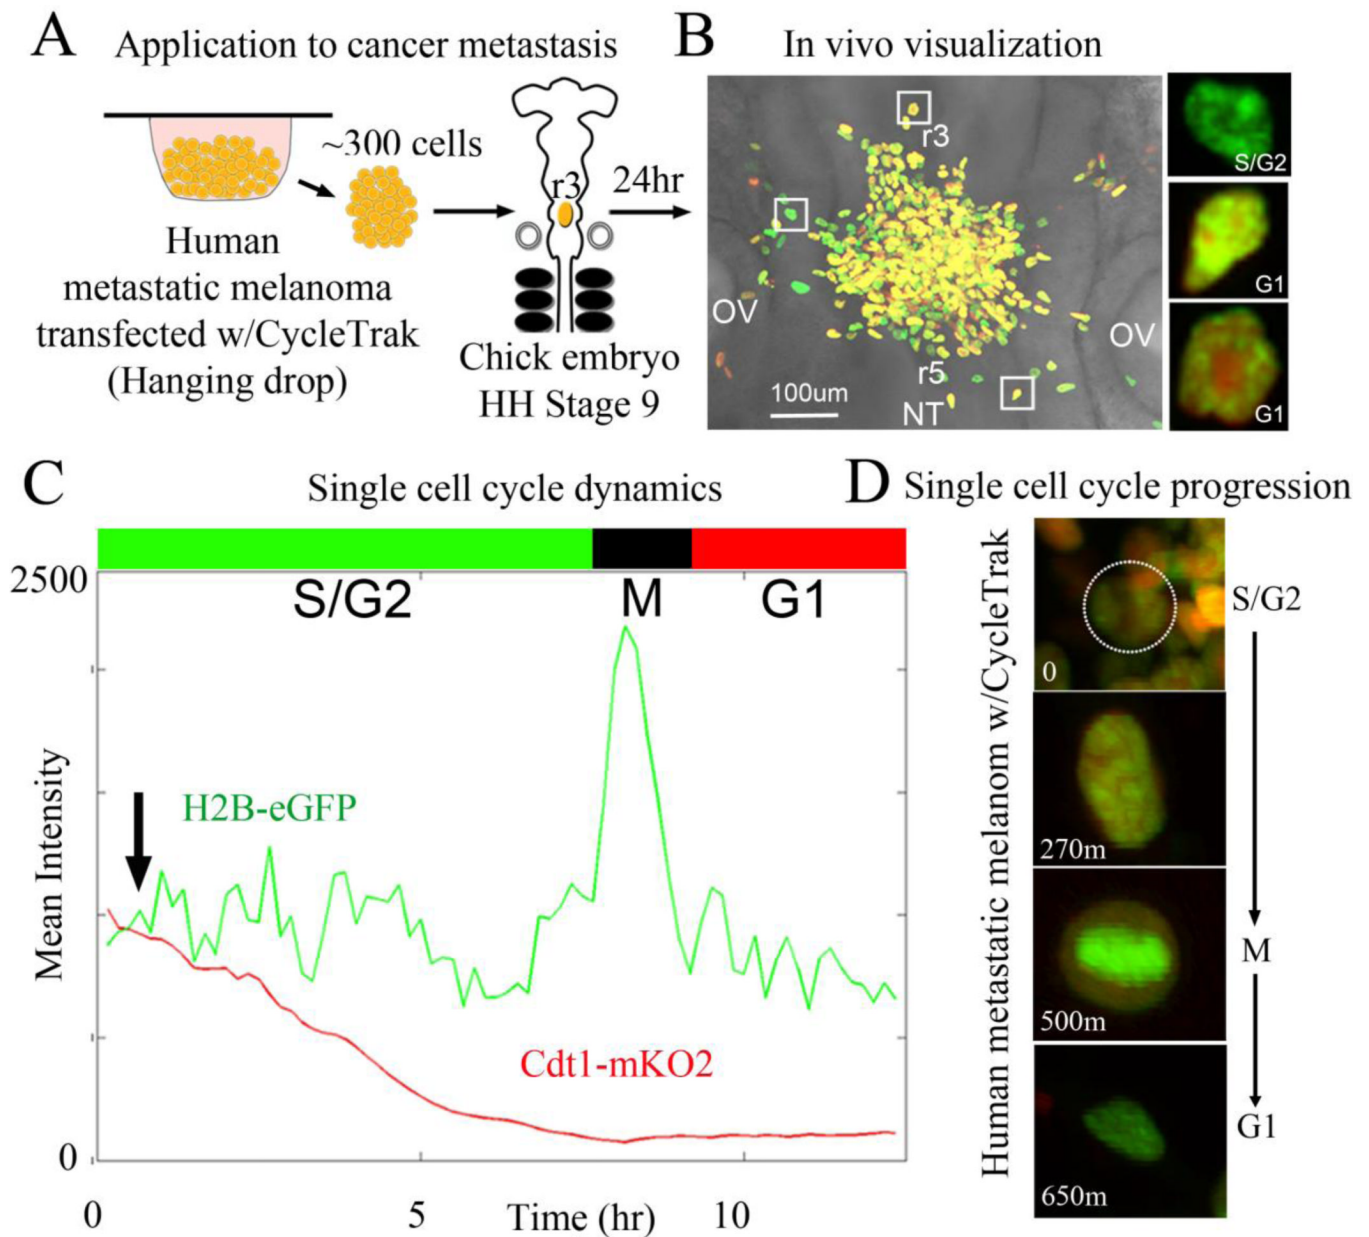 A
Application to cancer metastasis
~300 cells
r3
24hr
Human
metastatic melanoma
transfected w/CycleTrak
(Hanging drop)
Chick embryo
HH Stage 9
B
In vivo visualization
r3
OV
OV
r5
NT
100um
S/G2
G1
G1
C
Single cell cycle dynamics
2500
S/G2
M
G1
H2B-eGFP
Cdt1-mKO2
Mean Intensity
0
0
5
Time (hr)
10
D
Single cell cycle progression
Human metastatic melanom w/CycleTrak
0
270m
500m
650m
S/G2
M
G1